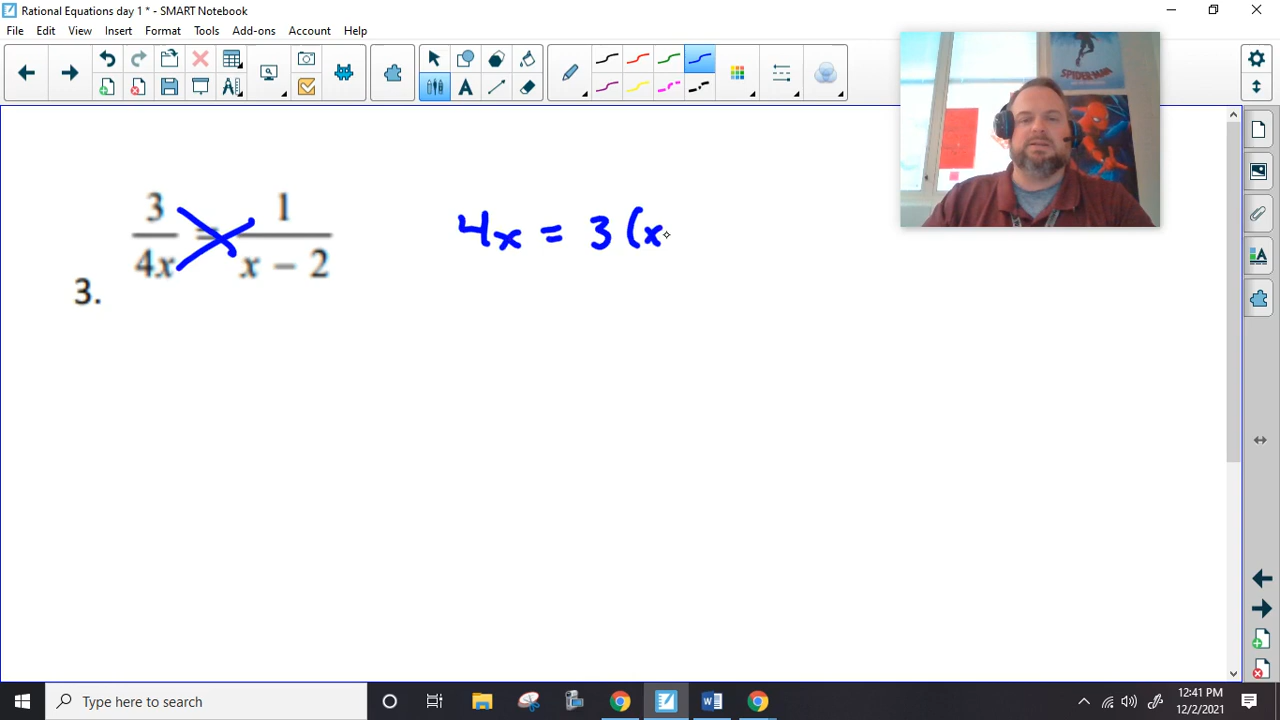 Rational Equations day 1 * - SMART Notebook
File Edit View Insert Format Tools Add-ons Account Help
SPIDER-MAN
3/4x = 1/x − 2
4x = 3 (x
3.
Type here to search
12:41 PM
12/2/2021